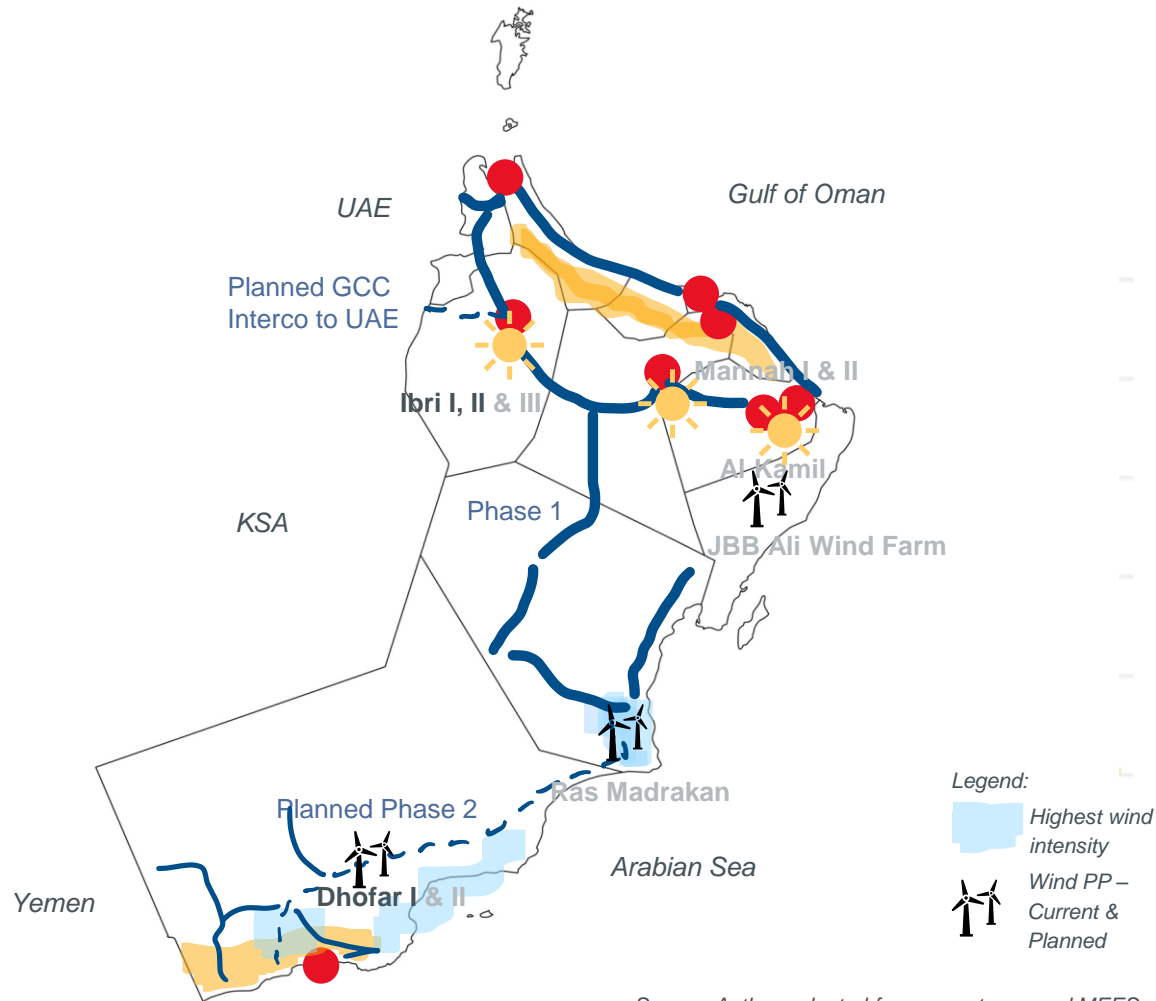 UAE
Gulf of Oman
Planned GCC
Interco to UAE
Mannah I & II
Ibri I, II & III
Al Kamil
Phase 1
KSA
JBB Ali Wind Farm
Ras Madrakan
Planned Phase 2
Arabian Sea
Dhofar I & II
Yemen
Legend:
Highest wind
intensity
Wind PP –
Current &
Planned